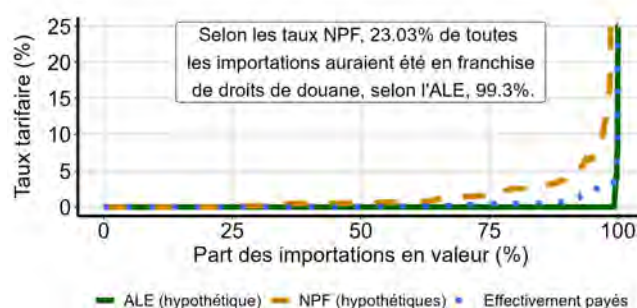 Taux tarifaire (%)
25
20
15
10
5
0
Selon les taux NPF, 23.03% de toutes
les importations auraient été en franchise
de droits de douane, selon l'ALE, 99.3%.
0 25 50 75 100
Part des importations en valeur (%)
ALE (hypothétique) NPF (hypothétiques) Effectivement payés